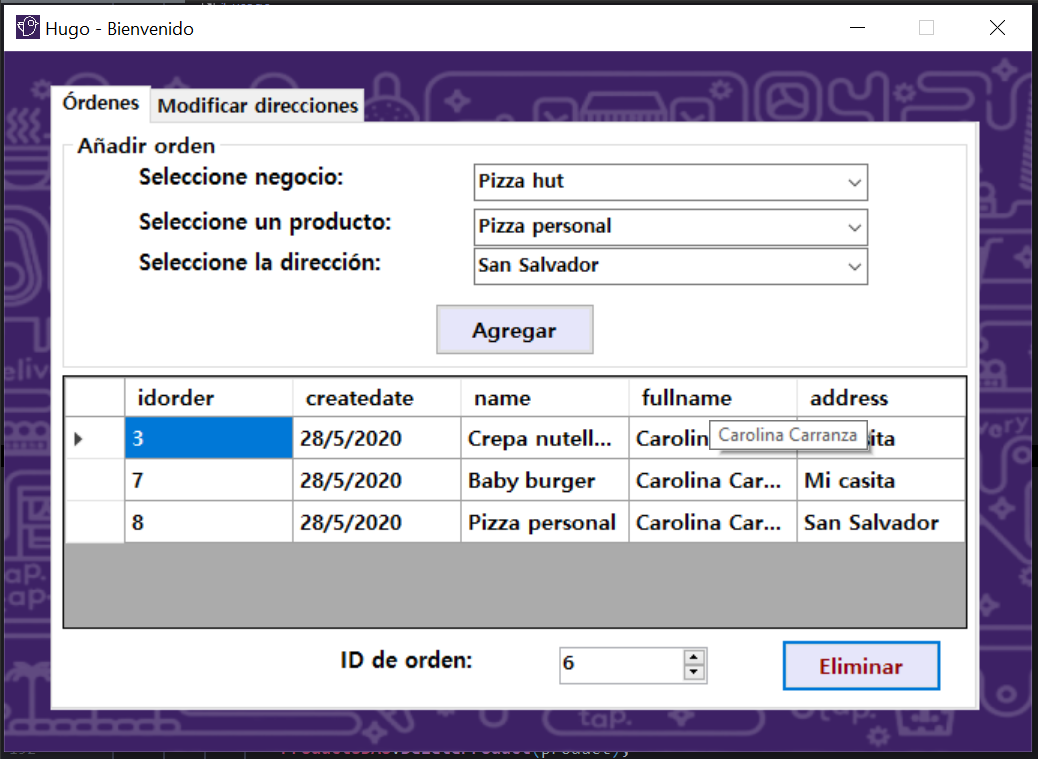 Hugo - Bienvenido
Órdenes Modificar direcciones
Añadir orden
Seleccione negocio: Pizza hut
Seleccione un producto: Pizza personal
Seleccione la dirección: San Salvador
Agregar
idorder createdate name fullname address
3 28/5/2020 Crepa nutell... Carolin Carolina Carranza ita
7 28/5/2020 Baby burger Carolina Car... Mi casita
8 28/5/2020 Pizza personal Carolina Car... San Salvador
ID de orden: 6 Eliminar
tap.